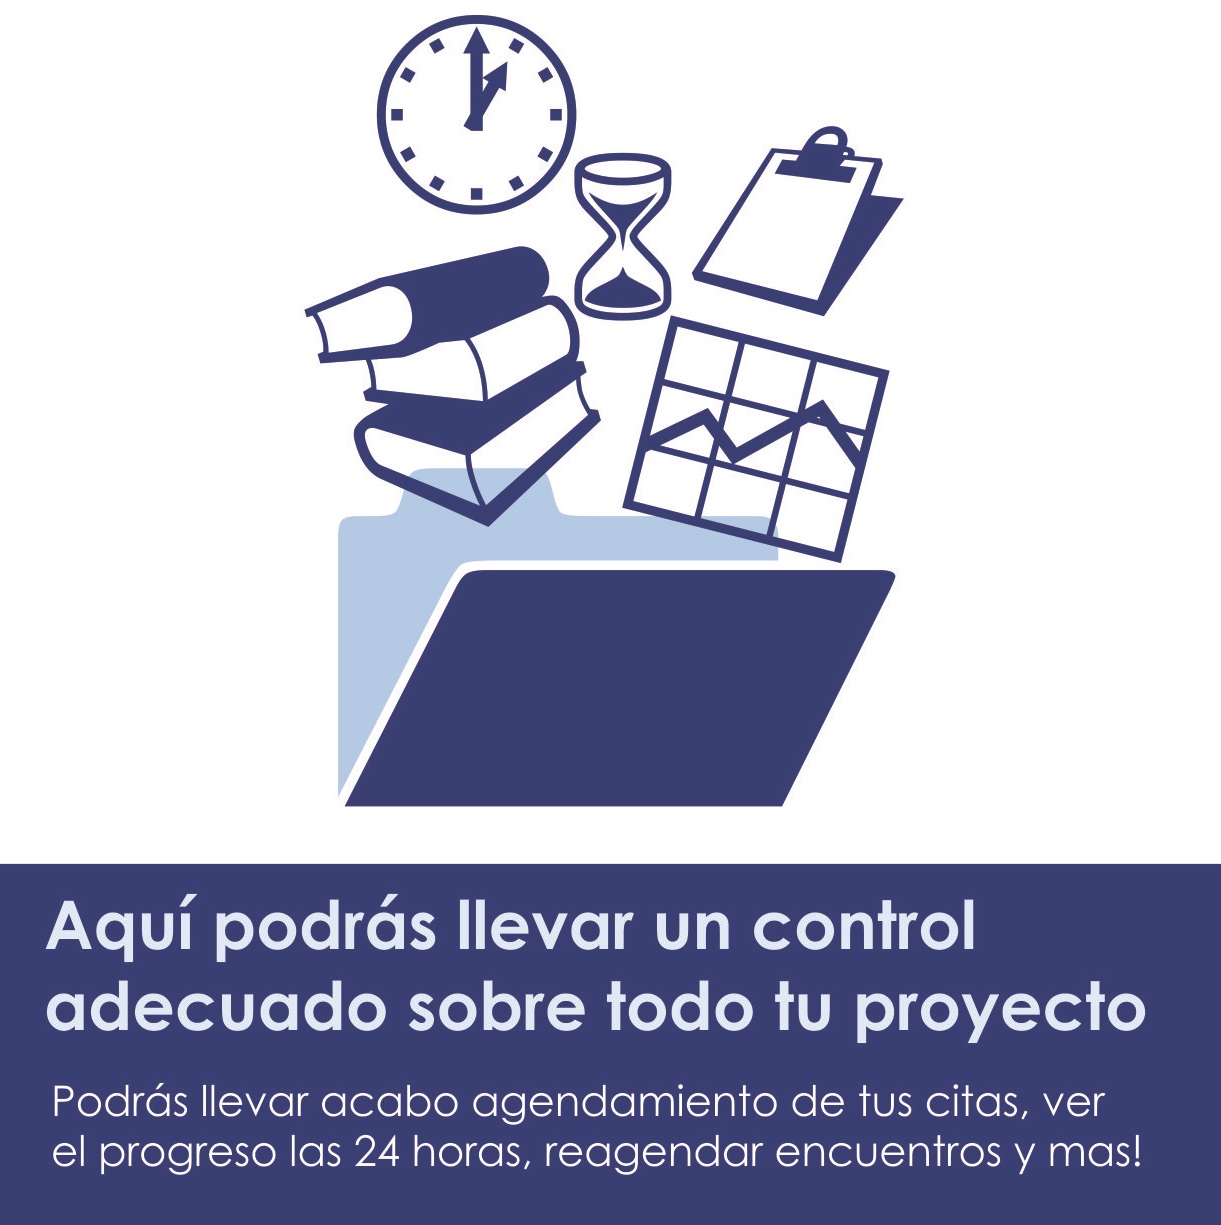 Aquí podrás llevar un control
adecuado sobre todo tu proyecto
Podrás llevar acabo agendamiento de tus citas, ver
el progreso las 24 horas, reagendar encuentros y mas!